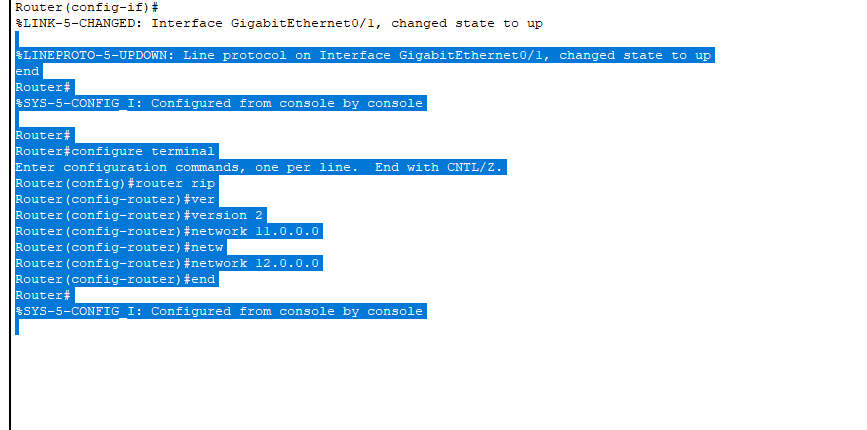 Router(config-if)#
%LINK-5-CHANGED: Interface GigabitEthernet0/1, changed state to up
%LINEPROTO-5-UPDOWN: Line protocol on Interface GigabitEthernet0/1, changed state to up
end
Router#
%SYS-5-CONFIG_I: Configured from console by console
Router#
Router#configure terminal
Enter configuration commands, one per line.  End with CNTL/Z.
Router(config)#router rip
Router(config-router)#ver
Router(config-router)#version 2
Router(config-router)#network 11.0.0.0
Router(config-router)#netw
Router(config-router)#network 12.0.0.0
Router(config-router)#end
Router#
%SYS-5-CONFIG_I: Configured from console by console